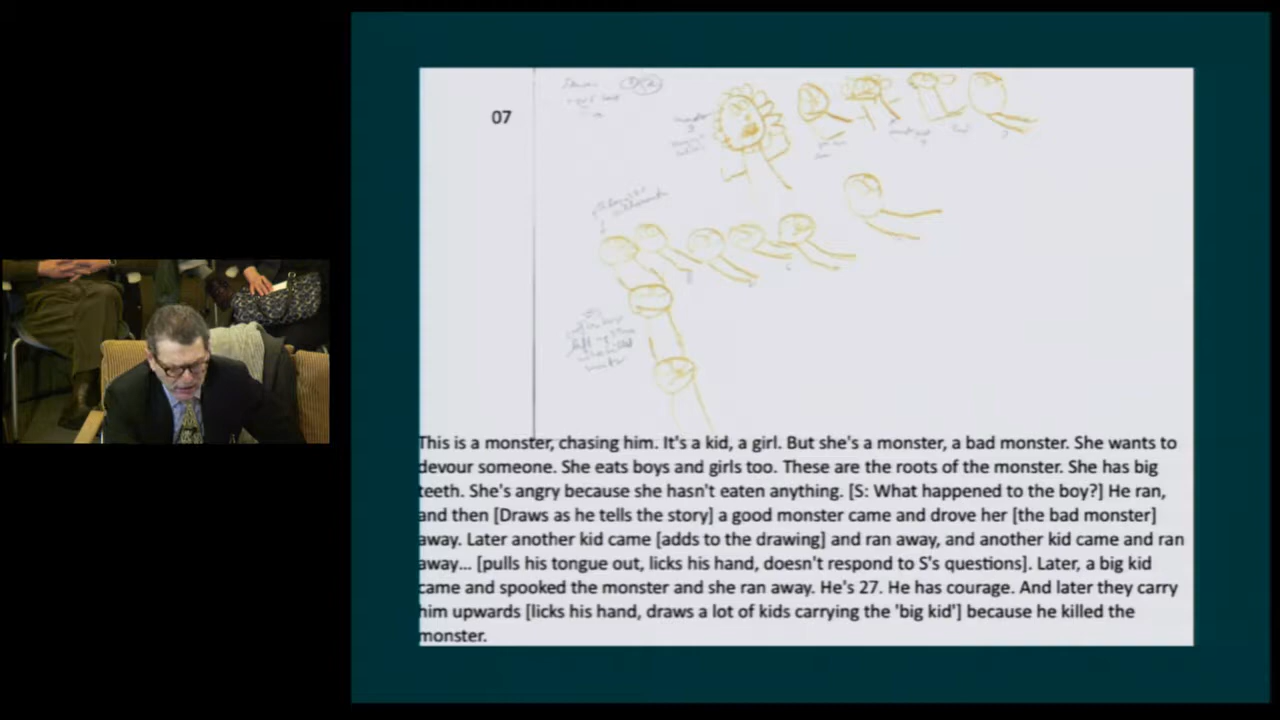 07
This is a monster, chasing him. It's a kid, a girl. But she's a monster, a bad monster. She wants to
devour someone. She eats boys and girls too. These are the roots of the monster. She has big
teeth. She's angry because she hasn't eaten anything. [S: What happened to the boy?] He ran,
and then [Draws as he tells the story] a good monster came and drove her [the bad monster]
away. Later another kid came [adds to the drawing] and ran away, and another kid came and ran
away... [pulls his tongue out, licks his hand, doesn't respond to S's questions]. Later, a big kid
came and spooked the monster and she ran away. He's 27. He has courage. And later they carry
him upwards [licks his hand, draws a lot of kids carrying the 'big kid'] because he killed the
monster.